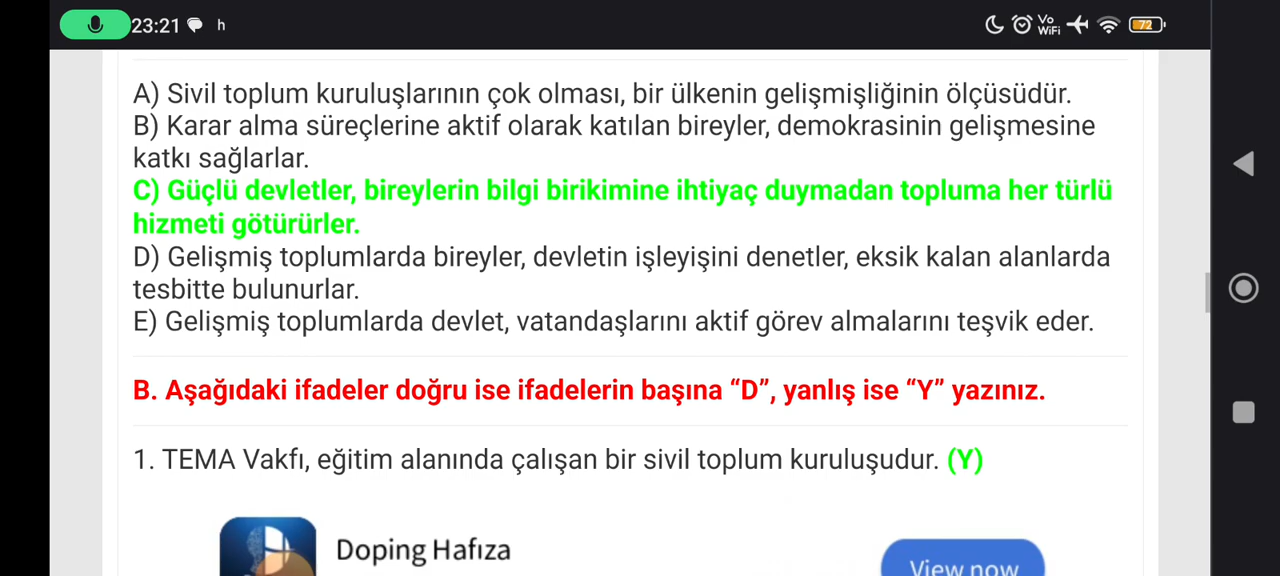 23:21 h Vo WiFi 72
A) Sivil toplum kuruluşlarının çok olması, bir ülkenin gelişmişliğinin ölçüsüdür.
B) Karar alma süreçlerine aktif olarak katılan bireyler, demokrasinin gelişmesine
katkı sağlarlar.
C) Güçlü devletler, bireylerin bilgi birikimine ihtiyaç duymadan topluma her türlü
hizmeti götürürler.
D) Gelişmiş toplumlarda bireyler, devletin işleyişini denetler, eksik kalan alanlarda
tesbitte bulunurlar.
E) Gelişmiş toplumlarda devlet, vatandaşlarını aktif görev almalarını teşvik eder.
B. Aşağıdaki ifadeler doğru ise ifadelerin başına “D”, yanlış ise “Y” yazınız.
1. TEMA Vakfı, eğitim alanında çalışan bir sivil toplum kuruluşudur. (Y)
Doping Hafıza
View now